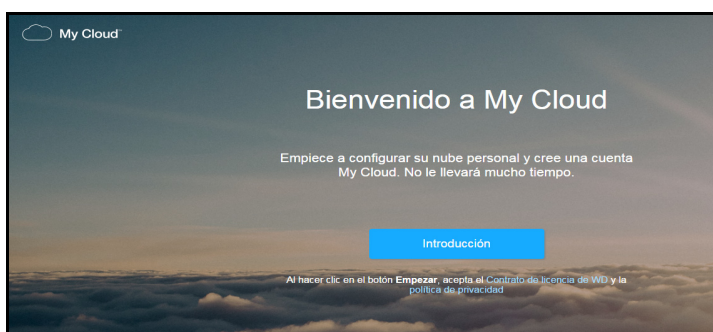 My Cloud™
Bienvenido a My Cloud
Empiece a configurar su nube personal y cree una cuenta
My Cloud. No le llevará mucho tiempo.
Introducción
Al hacer clic en el botón Empezar, acepta el Contrato de licencia de WD y la
política de privacidad